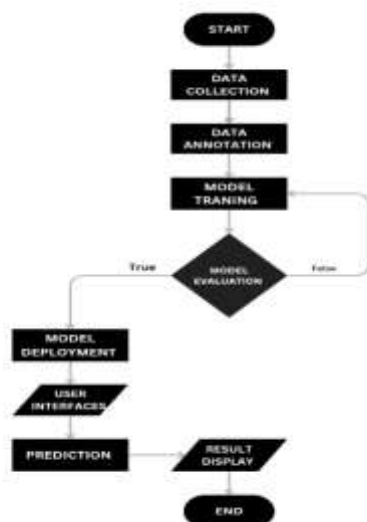 START
DATA
COLLECTION
DATA
ANNOTATION
MODEL
TRANING
MODEL
EVALUATION
True
False
MODEL
DEPLOYMENT
USER
INTERFACES
PREDICTION
RESULT
DISPLAY
END